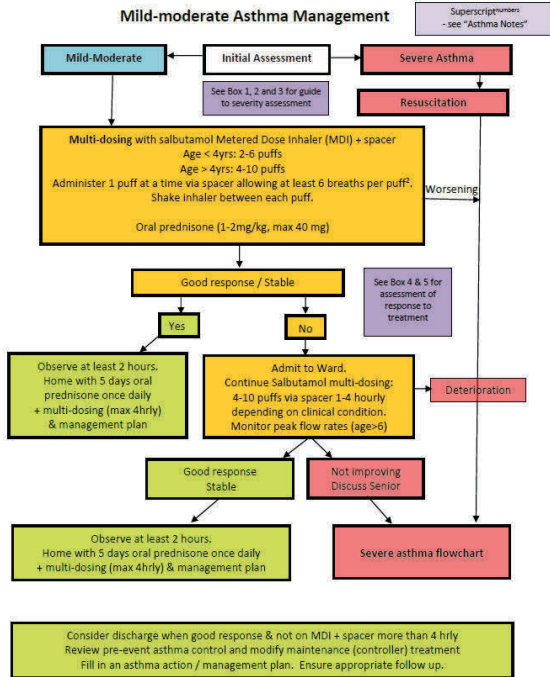 Mild-moderate Asthma Management
Superscript^numbers
- see "Asthma Notes"
Mild-Moderate
Initial Assessment
Severe Asthma
See Box 1, 2 and 3 for guide
to severity assessment
Resuscitation
Multi-dosing with salbutamol Metered Dose Inhaler (MDI) + spacer
Age < 4yrs: 2-6 puffs
Age > 4yrs: 4-10 puffs
Administer 1 puff at a time via spacer allowing at least 6 breaths per puff².
Shake inhaler between each puff.
Oral prednisone (1-2mg/kg, max 40 mg)
Worsening
Good response / Stable
See Box 4 & 5 for
assessment of
response to
treatment
Yes
No
Observe at least 2 hours.
Home with 5 days oral
prednisone once daily
+ multi-dosing (max 4hrly)
& management plan
Admit to Ward.
Continue Salbutamol multi-dosing:
4-10 puffs via spacer 1-4 hourly
depending on clinical condition.
Monitor peak flow rates (age>6)
Deterioration
Good response
Stable
Not improving
Discuss Senior
Observe at least 2 hours.
Home with 5 days oral prednisone once daily
+ multi-dosing (max 4hrly) & management plan
Severe asthma flowchart
Consider discharge when good response & not on MDI + spacer more than 4 hrly
Review pre-event asthma control and modify maintenance (controller) treatment
Fill in an asthma action / management plan. Ensure appropriate follow up.